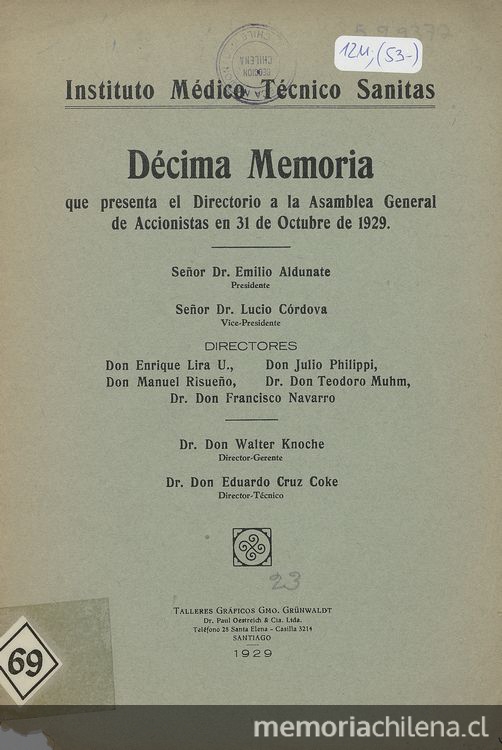 12M, (53-)
SECCION
CHILENA
Instituto Médico Técnico Sanitas
Décima Memoria
que presenta el Directorio a la Asamblea General
de Accionistas en 31 de Octubre de 1929.
Señor Dr. Emilio Aldunate
Presidente
Señor Dr. Lucio Córdova
Vice-Presidente
DIRECTORES
Don Enrique Lira U., Don Julio Philippi,
Don Manuel Risueño, Dr. Don Teodoro Muhm,
Dr. Don Francisco Navarro
Dr. Don Walter Knoche
Director-Gerente
Dr. Don Eduardo Cruz Coke
Director-Técnico
23
TALLERES GRÁFICOS GMO. GRÜNWALDT
Dr. Paul Oestreich & Cia. Ltda.
Teléfono 28 Santa Elena - Casilla 3214
SANTIAGO
1929
69
memoriachilena.cl